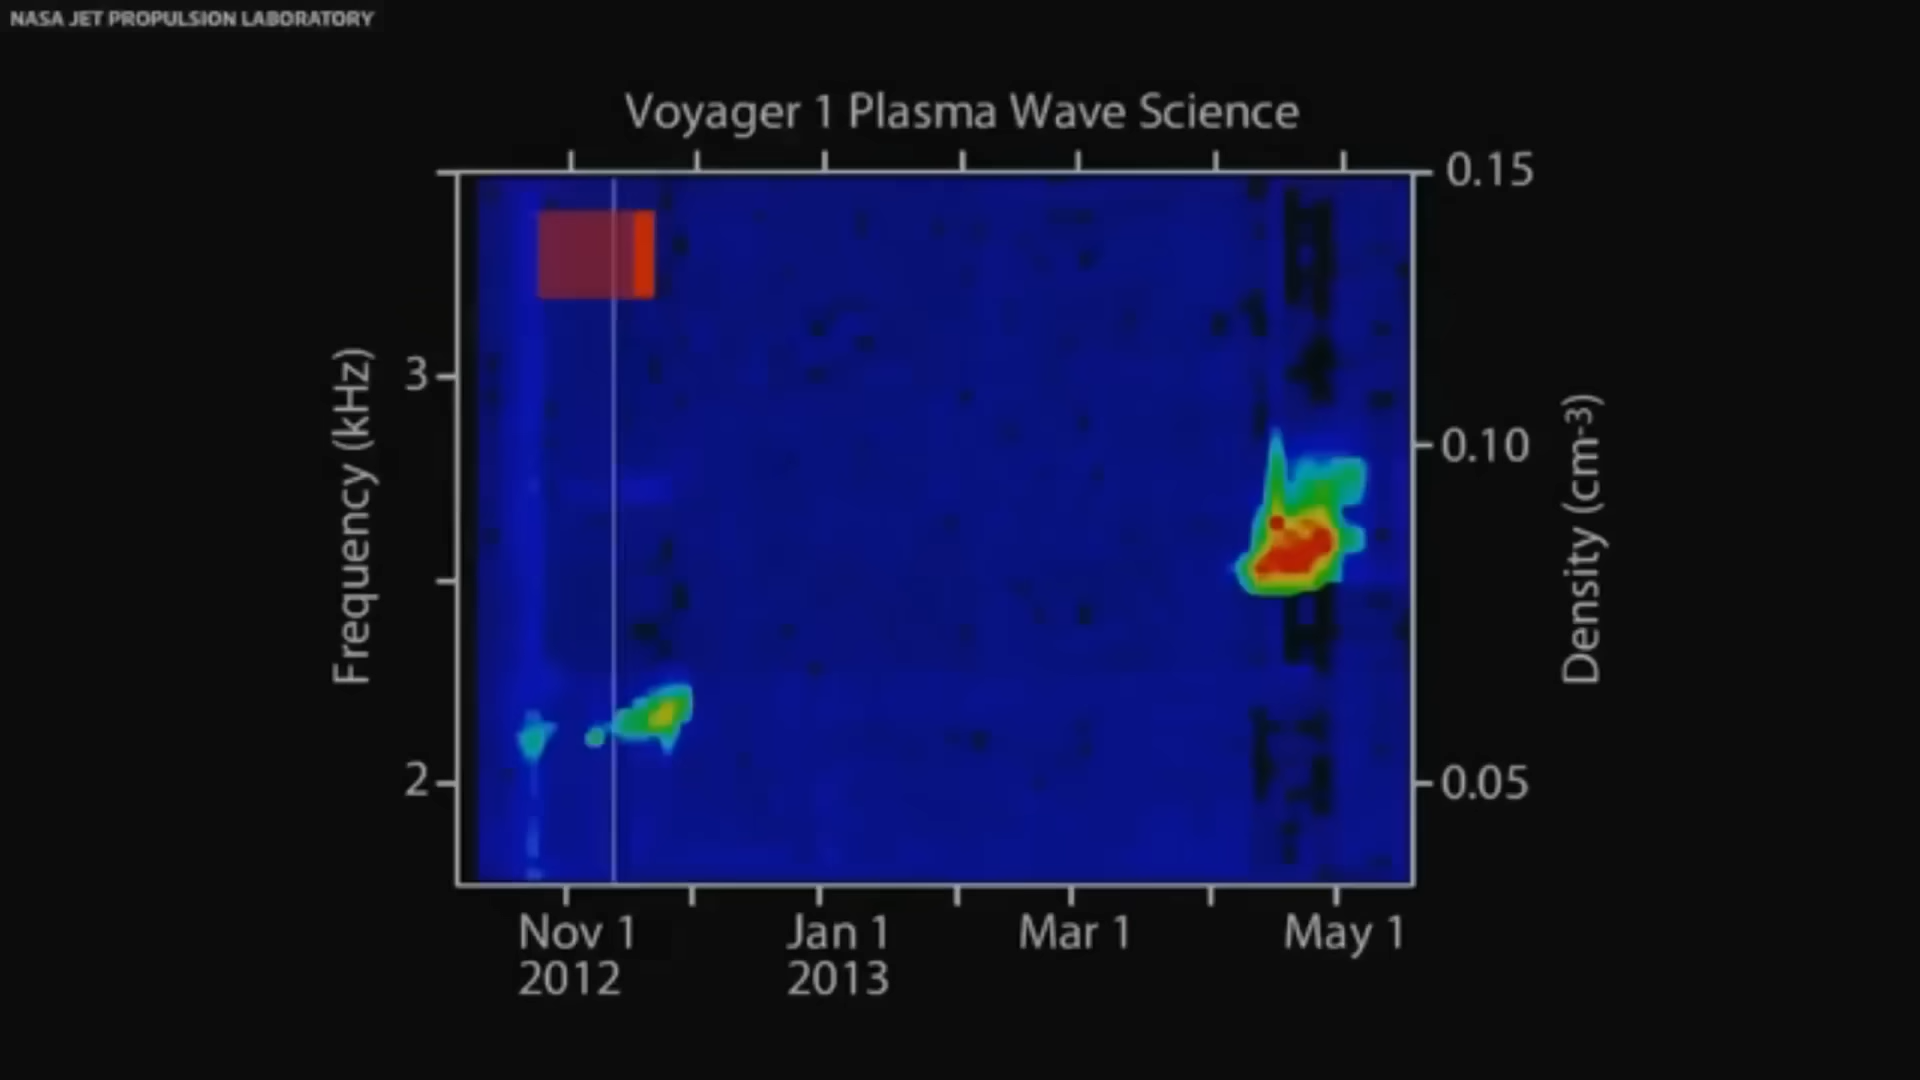 NASA JET PROPULSION LABORATORY
Voyager 1 Plasma Wave Science
Frequency (kHz)
3
2
0.15
0.10
0.05
Density (cm-3)
Nov 1
2012
Jan 1
2013
Mar 1
May 1